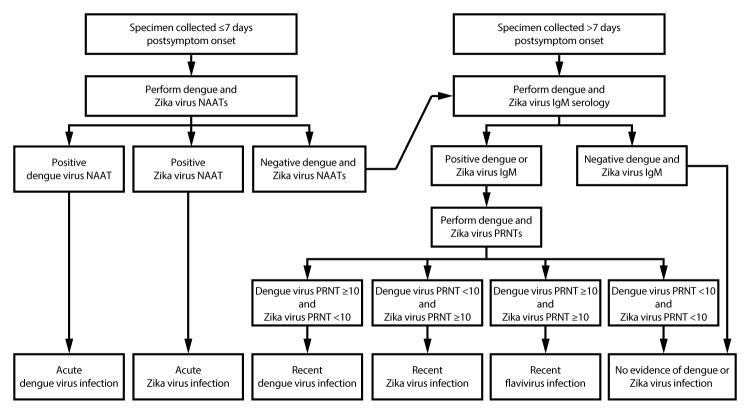 Specimen collected ≤7 days
postsymptom onset
Specimen collected >7 days
postsymptom onset
Perform dengue and
Zika virus NAATs
Perform dengue and
Zika virus IgM serology
Positive
dengue virus NAAT
Positive
Zika virus NAAT
Negative dengue and
Zika virus NAATs
Positive dengue or
Zika virus IgM
Negative dengue and
Zika virus IgM
Perform dengue and
Zika virus PRNTs
Dengue virus PRNT ≥10
and
Zika virus PRNT <10
Dengue virus PRNT <10
and
Zika virus PRNT ≥10
Dengue virus PRNT ≥10
and
Zika virus PRNT ≥10
Dengue virus PRNT <10
and
Zika virus PRNT <10
Acute
dengue virus infection
Acute
Zika virus infection
Recent
dengue virus infection
Recent
Zika virus infection
Recent
flavivirus infection
No evidence of dengue or
Zika virus infection